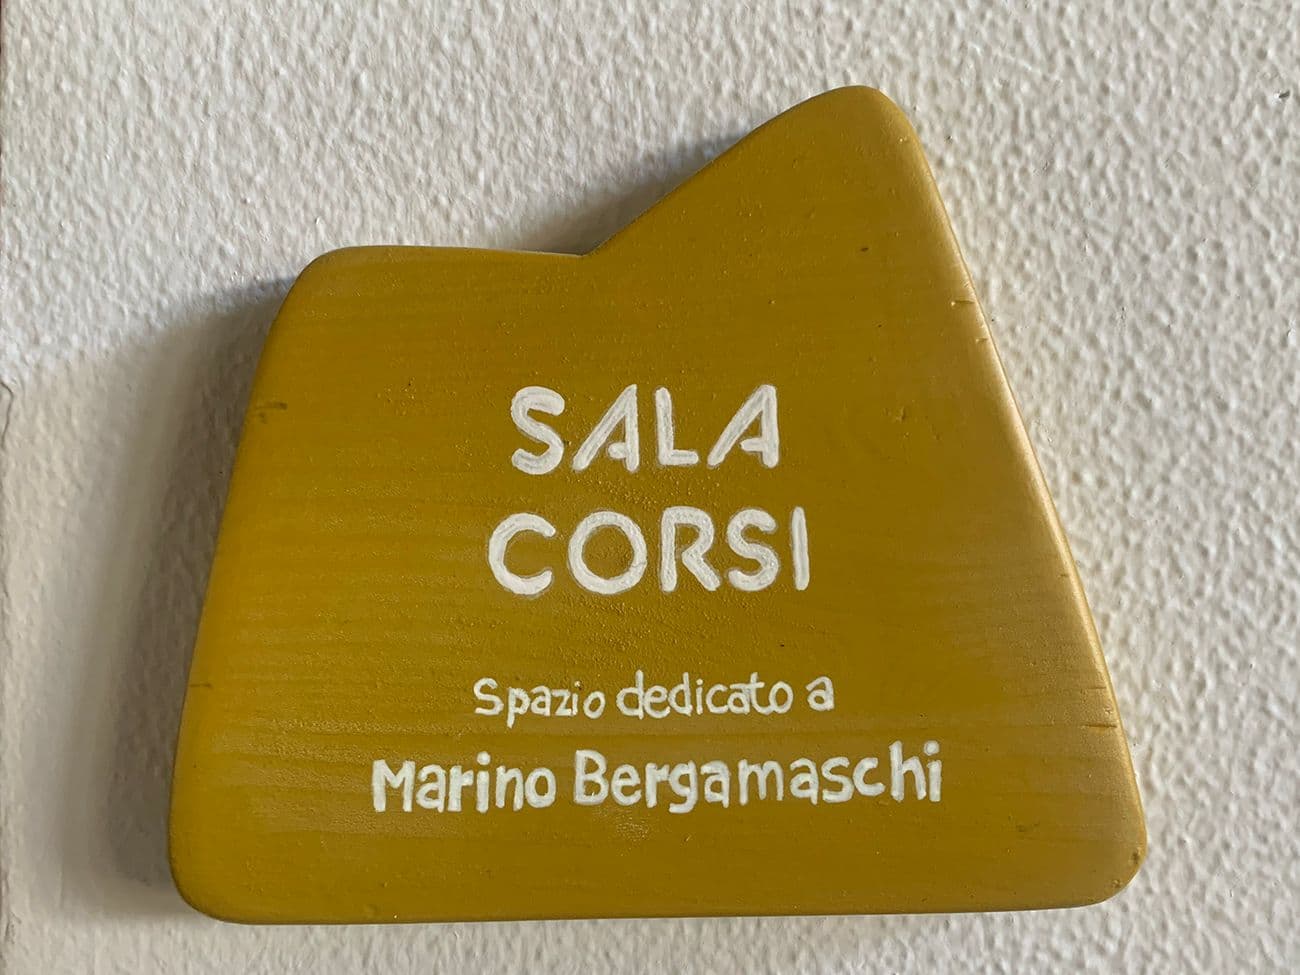 SALA
CORSI
Spazio dedicato a
Marino Bergamaschi